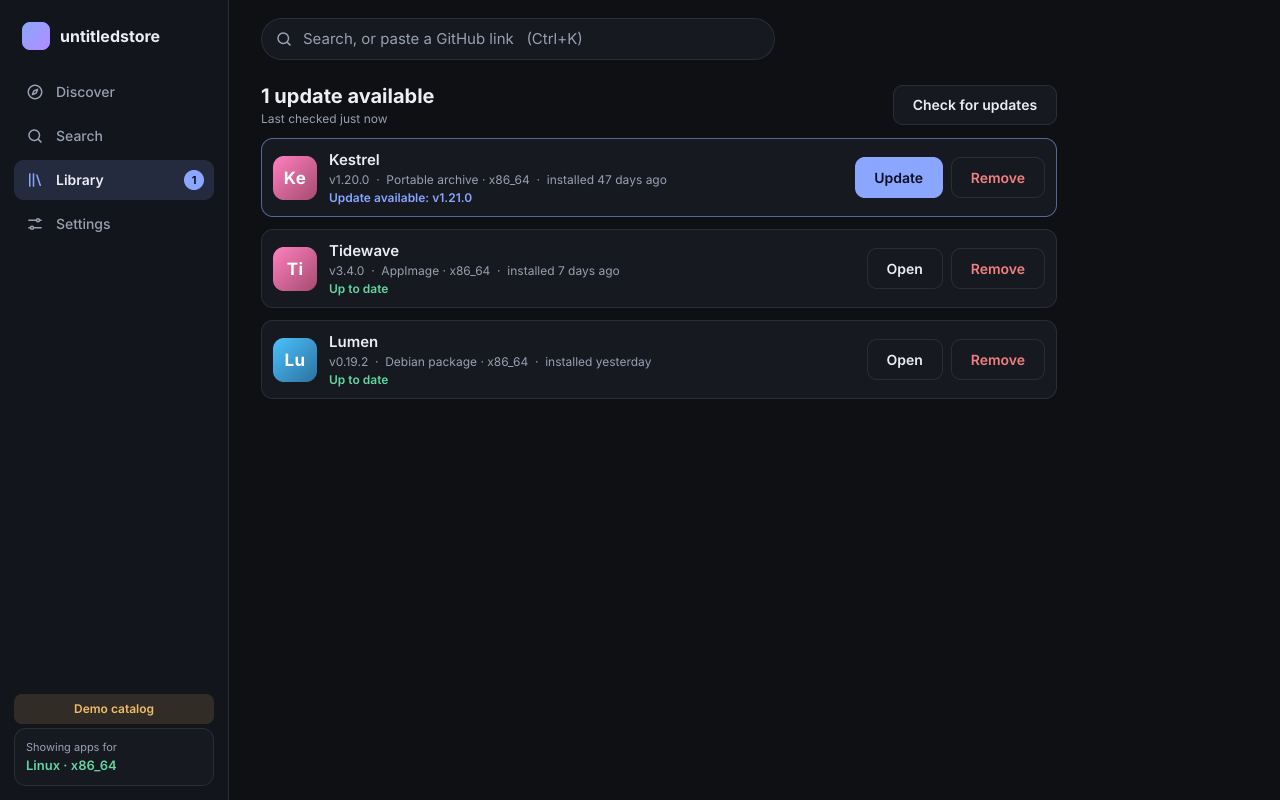 untitledstore
Discover
Search
Library 1
Settings
Demo catalog
Showing apps for
Linux · x86_64
Search, or paste a GitHub link (Ctrl+K)
1 update available
Last checked just now
Check for updates
Ke
Kestrel
v1.20.0 · Portable archive · x86_64 · installed 47 days ago
Update available: v1.21.0
Update Remove
Ti
Tidewave
v3.4.0 · AppImage · x86_64 · installed 7 days ago
Up to date
Open Remove
Lu
Lumen
v0.19.2 · Debian package · x86_64 · installed yesterday
Up to date
Open Remove